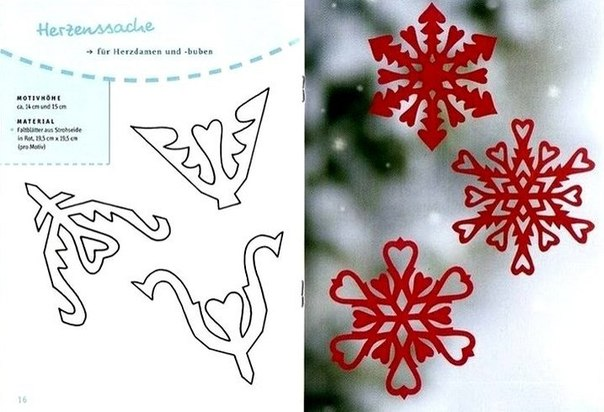 Herzenssache
→ für Herzdamen und -buben
MOTIVHÖHE
ca. 14 cm und 15 cm
MATERIAL
• Faltblätter aus Strohseide
in Rot, 19,5 cm x 19,5 cm
(pro Motiv)
16